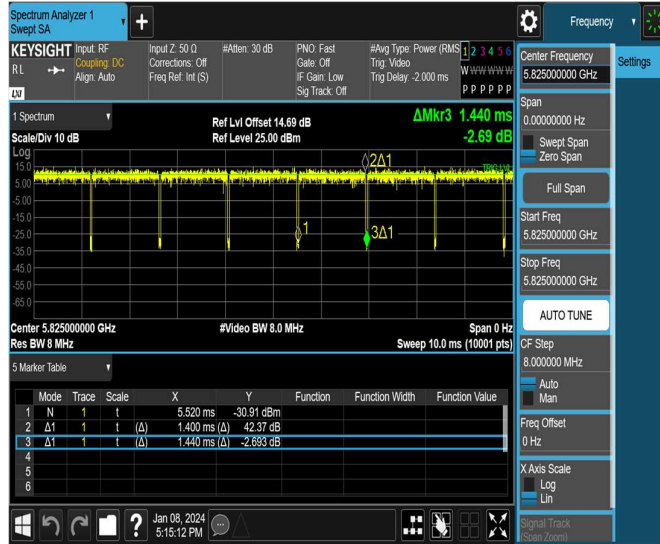 Spectrum Analyzer 1
Swept SA
Frequency
KEYSIGHT
RL
LXI
Input: RF
Coupling: DC
Align: Auto
Input Z: 50 Ω
Corrections: Off
Freq Ref: Int (S)
#Atten: 30 dB
PNO: Fast
Gate: Off
IF Gain: Low
Sig Track: Off
#Avg Type: Power (RMS
Trig: Video
Trig Delay: -2.000 ms
1 2 3 4 5 6
W W W W W W
P P P P P P
1 Spectrum
Scale/Div 10 dB
Ref Lvl Offset 14.69 dB
Ref Level 25.00 dBm
ΔMkr3 1.440 ms
-2.69 dB
Log
15.0
5.00
-5.00
-15.0
-25.0
-35.0
-45.0
-55.0
-65.0
2Δ1
TRIG LVL
1
3Δ1
Center 5.825000000 GHz
Res BW 8 MHz
#Video BW 8.0 MHz
Span 0 Hz
Sweep 10.0 ms (10001 pts)
5 Marker Table
Mode Trace Scale X Y Function Function Width Function Value
1 N 1 t 5.520 ms -30.91 dBm
2 Δ1 1 t (Δ) 1.400 ms (Δ) 42.37 dB
3 Δ1 1 t (Δ) 1.440 ms (Δ) -2.693 dB
4
5
6
Jan 08, 2024
5:15:12 PM
Center Frequency
5.825000000 GHz
Settings
Span
0.00000000 Hz
Swept Span
Zero Span
Full Span
Start Freq
5.825000000 GHz
Stop Freq
5.825000000 GHz
AUTO TUNE
CF Step
8.000000 MHz
Auto
Man
Freq Offset
0 Hz
X Axis Scale
Log
Lin
Signal Track
(Span Zoom)